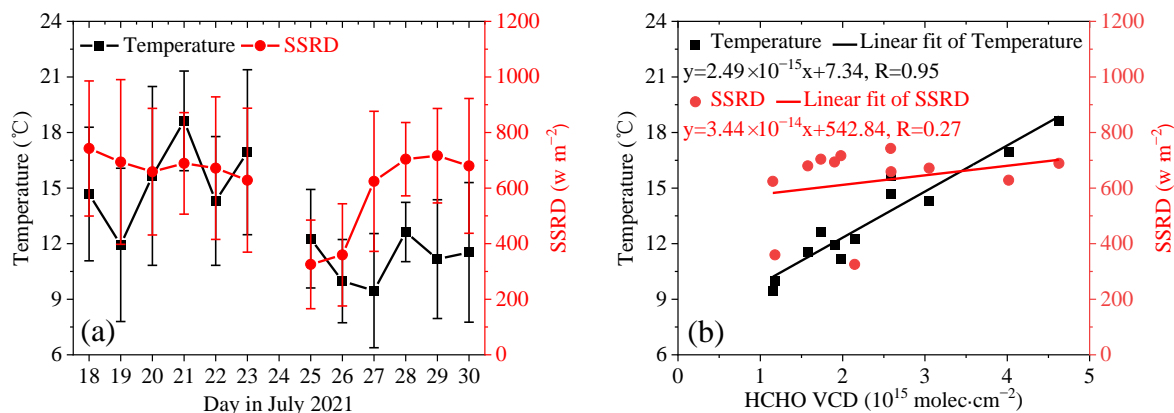 Temperature SSRD
24
21
18
15
12
9
6
Temperature (℃)
1200
1000
800
600
400
200
0
SSRD (w m⁻²)
(a)
18 19 20 21 22 23 24 25 26 27 28 29 30
Day in July 2021
Temperature Linear fit of Temperature
y=2.49×10⁻¹⁵x+7.34, R=0.95
SSRD Linear fit of SSRD
y=3.44×10⁻¹⁴x+542.84, R=0.27
24
21
18
15
12
9
6
Temperature (℃)
1200
1000
800
600
400
200
0
SSRD (w m⁻²)
(b)
0 1 2 3 4 5
HCHO VCD (10¹⁵ molec·cm⁻²)